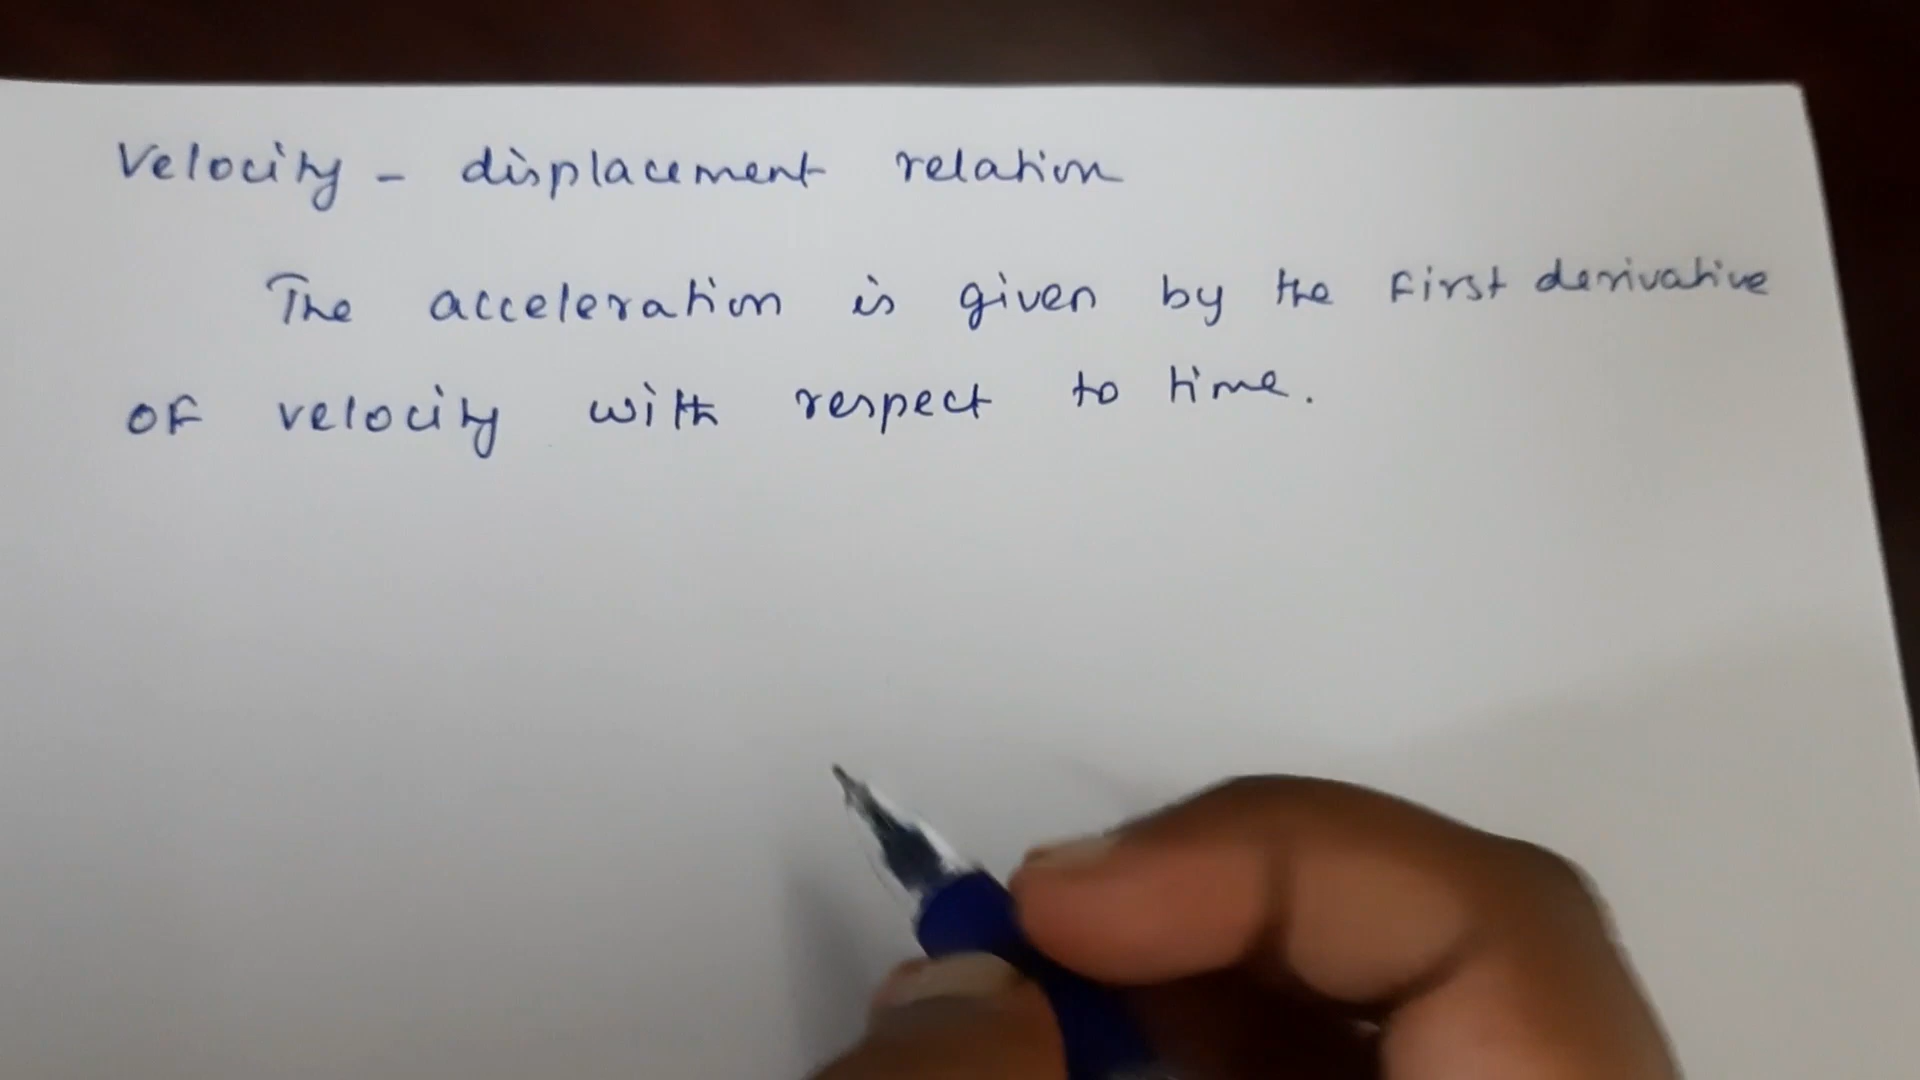 Velocity - displacement relation
The acceleration is given by the first derivative
of velocity with respect to time.